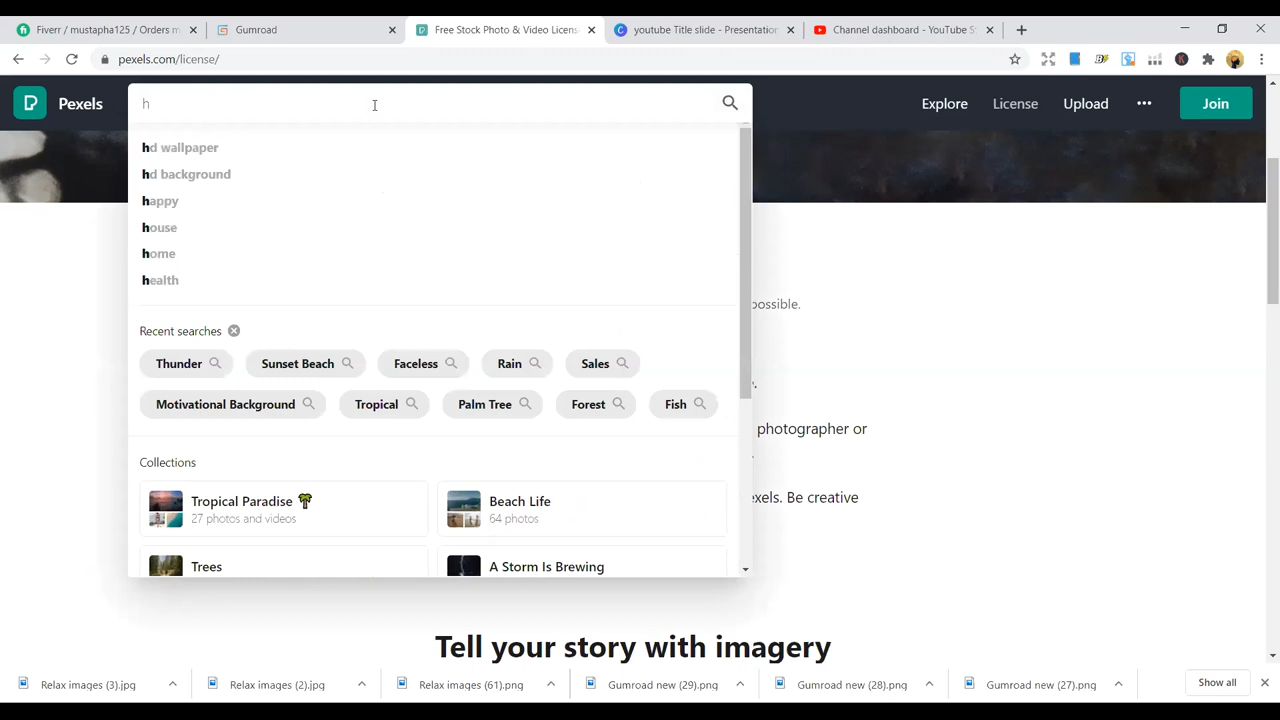 Fiverr / mustapha125 / Orders m
Gumroad
Free Stock Photo & Video Licens
youtube Title slide - Presentation
Channel dashboard - YouTube S
pexels.com/license/
Pexels
h
Explore
License
Upload
Join
hd wallpaper
hd background
happy
house
home
health
possible.
Recent searches
Thunder
Sunset Beach
Faceless
Rain
Sales
Motivational Background
Tropical
Palm Tree
Forest
Fish
photographer or
Collections
Tropical Paradise
27 photos and videos
Beach Life
64 photos
exels. Be creative
Trees
A Storm Is Brewing
Tell your story with imagery
Relax images (3).jpg
Relax images (2).jpg
Relax images (61).png
Gumroad new (29).png
Gumroad new (28).png
Gumroad new (27).png
Show all